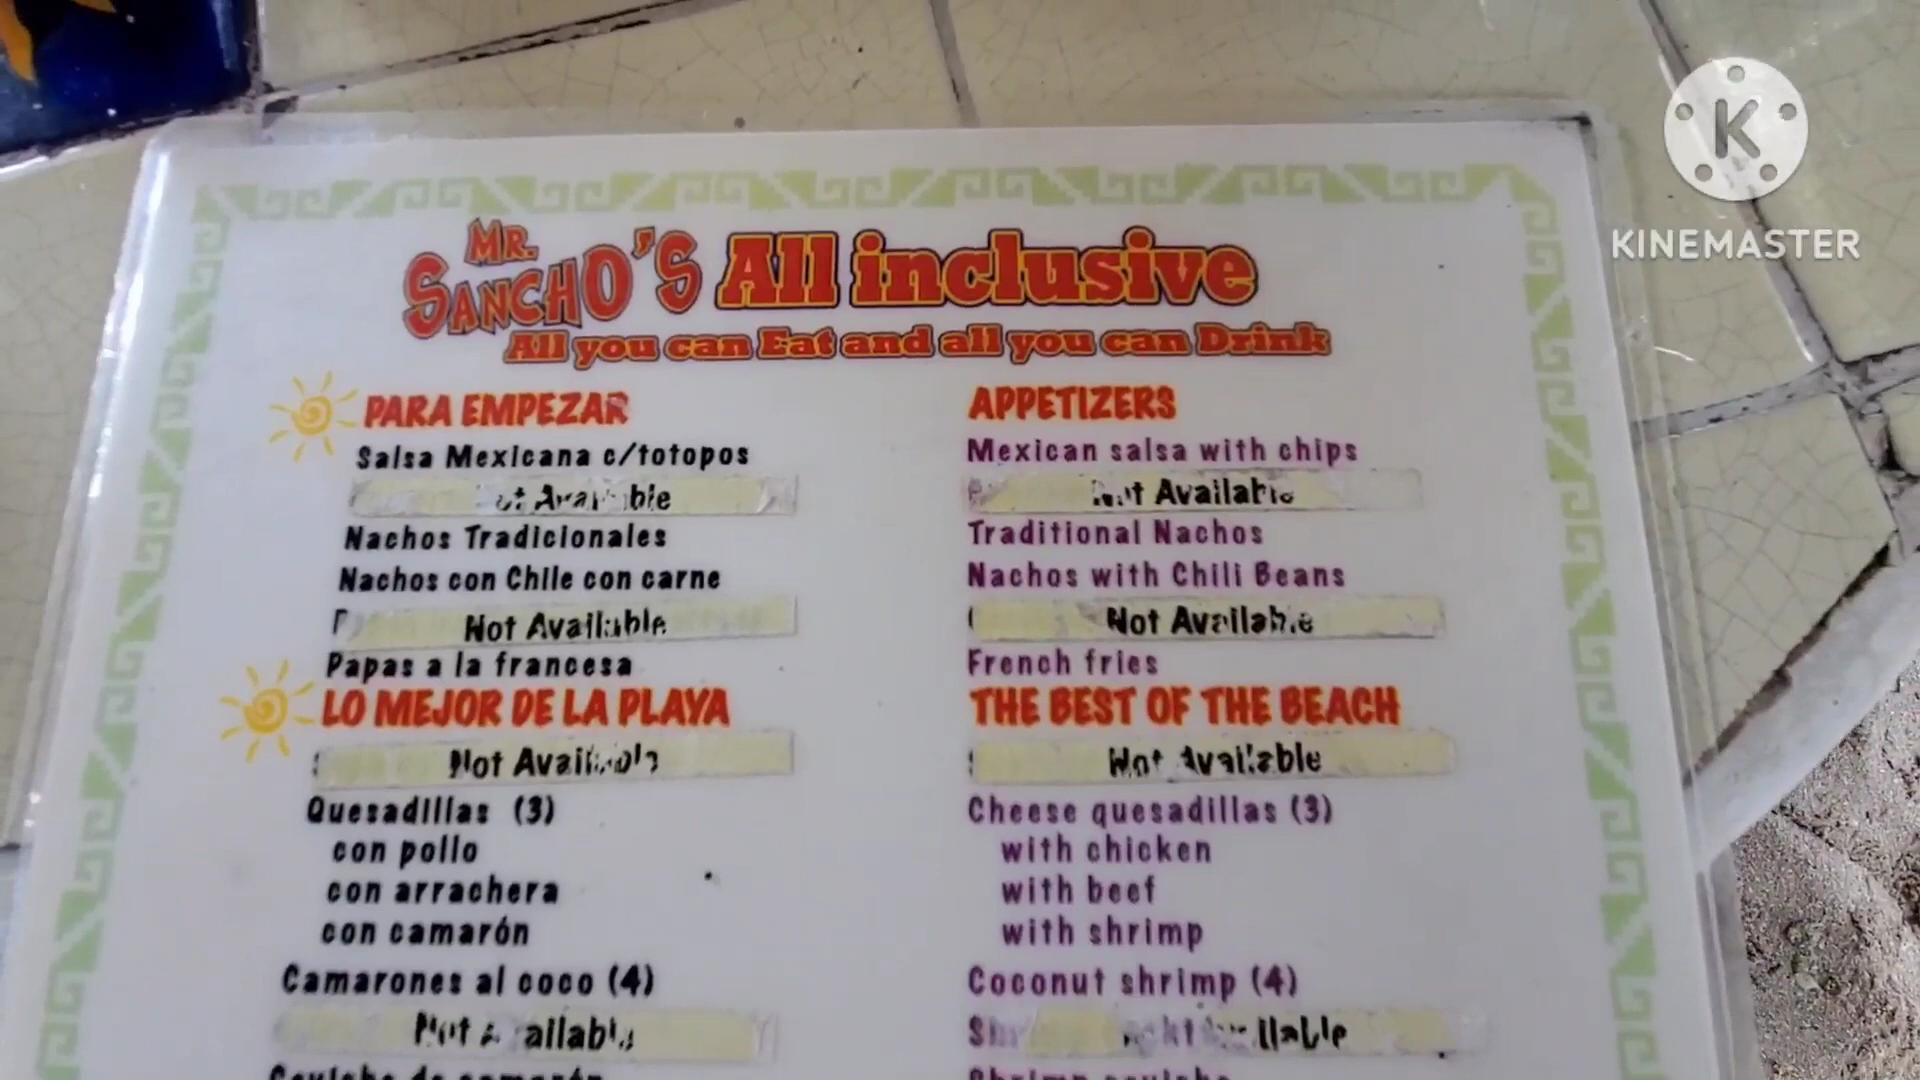 MR. SANCHO'S All inclusive
All you can Eat and all you can Drink
PARA EMPEZAR
Salsa Mexicana c/totopos
Not Available
Nachos Tradicionales
Nachos con Chile con carne
Not Available
Papas a la francesa
LO MEJOR DE LA PLAYA
Not Available
Quesadillas (3)
con pollo
con arrachera
con camarón
Camarones al coco (4)
Not Available
Ceviche de camarón
APPETIZERS
Mexican salsa with chips
Not Available
Traditional Nachos
Nachos with Chili Beans
Not Available
French fries
THE BEST OF THE BEACH
Not Available
Cheese quesadillas (3)
with chicken
with beef
with shrimp
Coconut shrimp (4)
Not Available
Shrimp ceviche
K
KINEMASTER